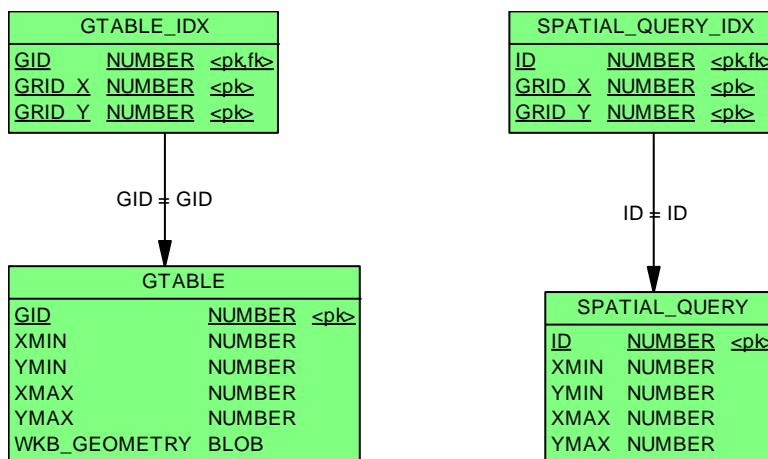 GTABLE_IDX
GID NUMBER <pk,fk>
GRID_X NUMBER <pk>
GRID_Y NUMBER <pk>
GID = GID
GTABLE
GID NUMBER <pk>
XMIN NUMBER
YMIN NUMBER
XMAX NUMBER
YMAX NUMBER
WKB_GEOMETRY BLOB
SPATIAL_QUERY_IDX
ID NUMBER <pk,fk>
GRID_X NUMBER <pk>
GRID_Y NUMBER <pk>
ID = ID
SPATIAL_QUERY
ID NUMBER <pk>
XMIN NUMBER
YMIN NUMBER
XMAX NUMBER
YMAX NUMBER